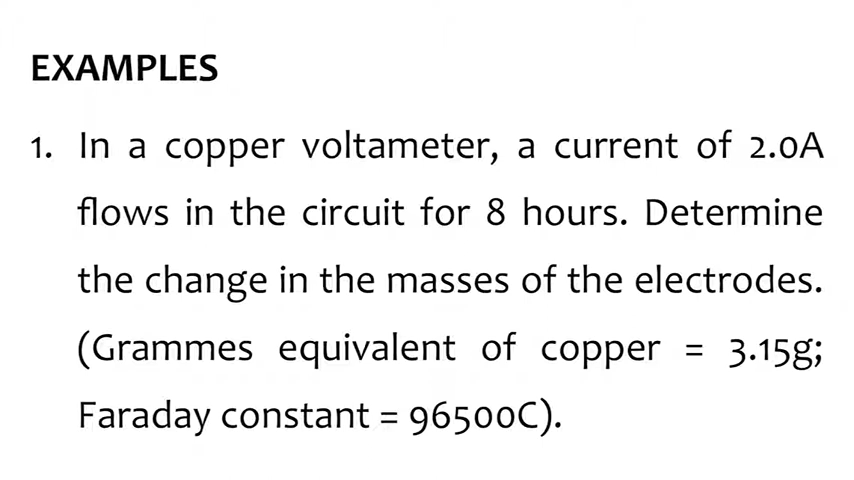 EXAMPLES
1. In a copper voltameter, a current of 2.0A
flows in the circuit for 8 hours. Determine
the change in the masses of the electrodes.
(Grammes equivalent of copper = 3.15g;
Faraday constant = 96500C).